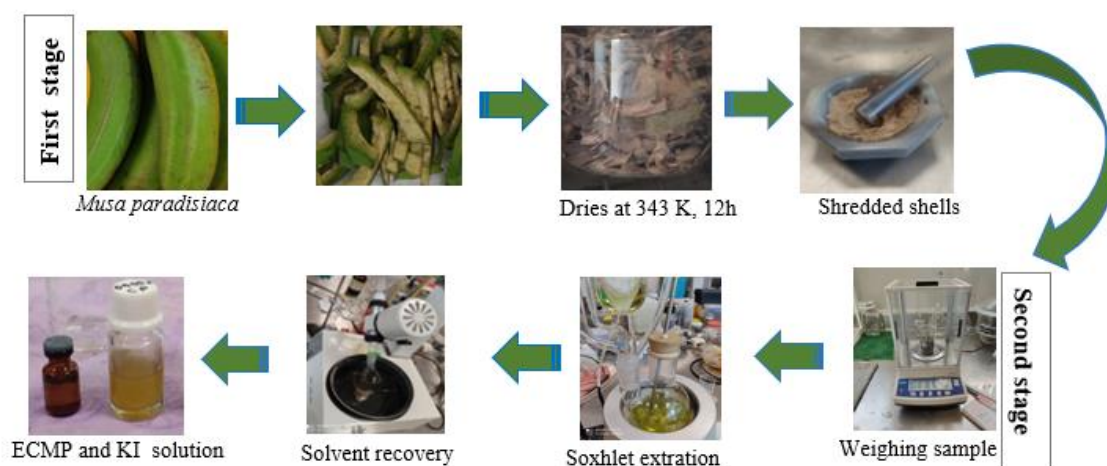 First stage
Musa paradisiaca
Dries at 343 K, 12h
Shredded shells
Second stage
Weighing sample
Soxhlet extration
Solvent recovery
ECMP and KI solution